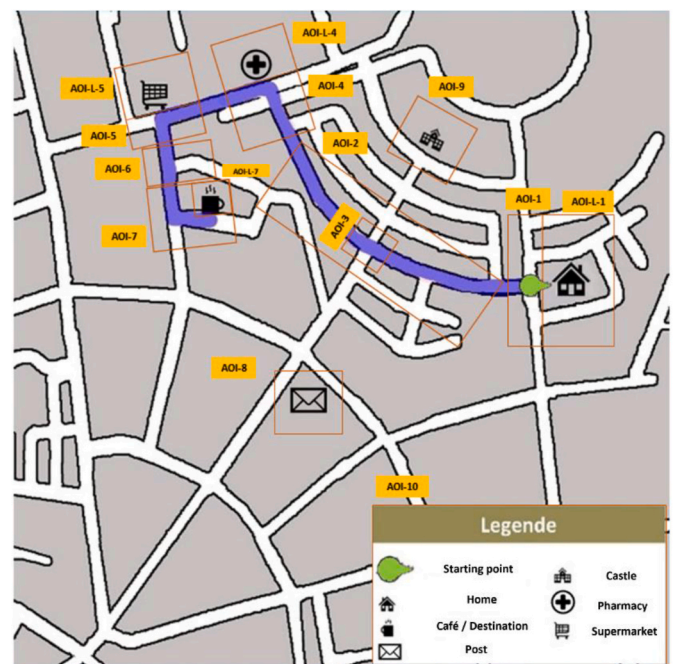 AOI-L-4
AOI-L-5
AOI-4
AOI-9
AOI-5
AOI-2
AOI-6
AOI-L-7
AOI-1
AOI-L-1
AOI-3
AOI-7
AOI-8
AOI-10
Legende
Starting point
Castle
Home
Pharmacy
Café / Destination
Supermarket
Post